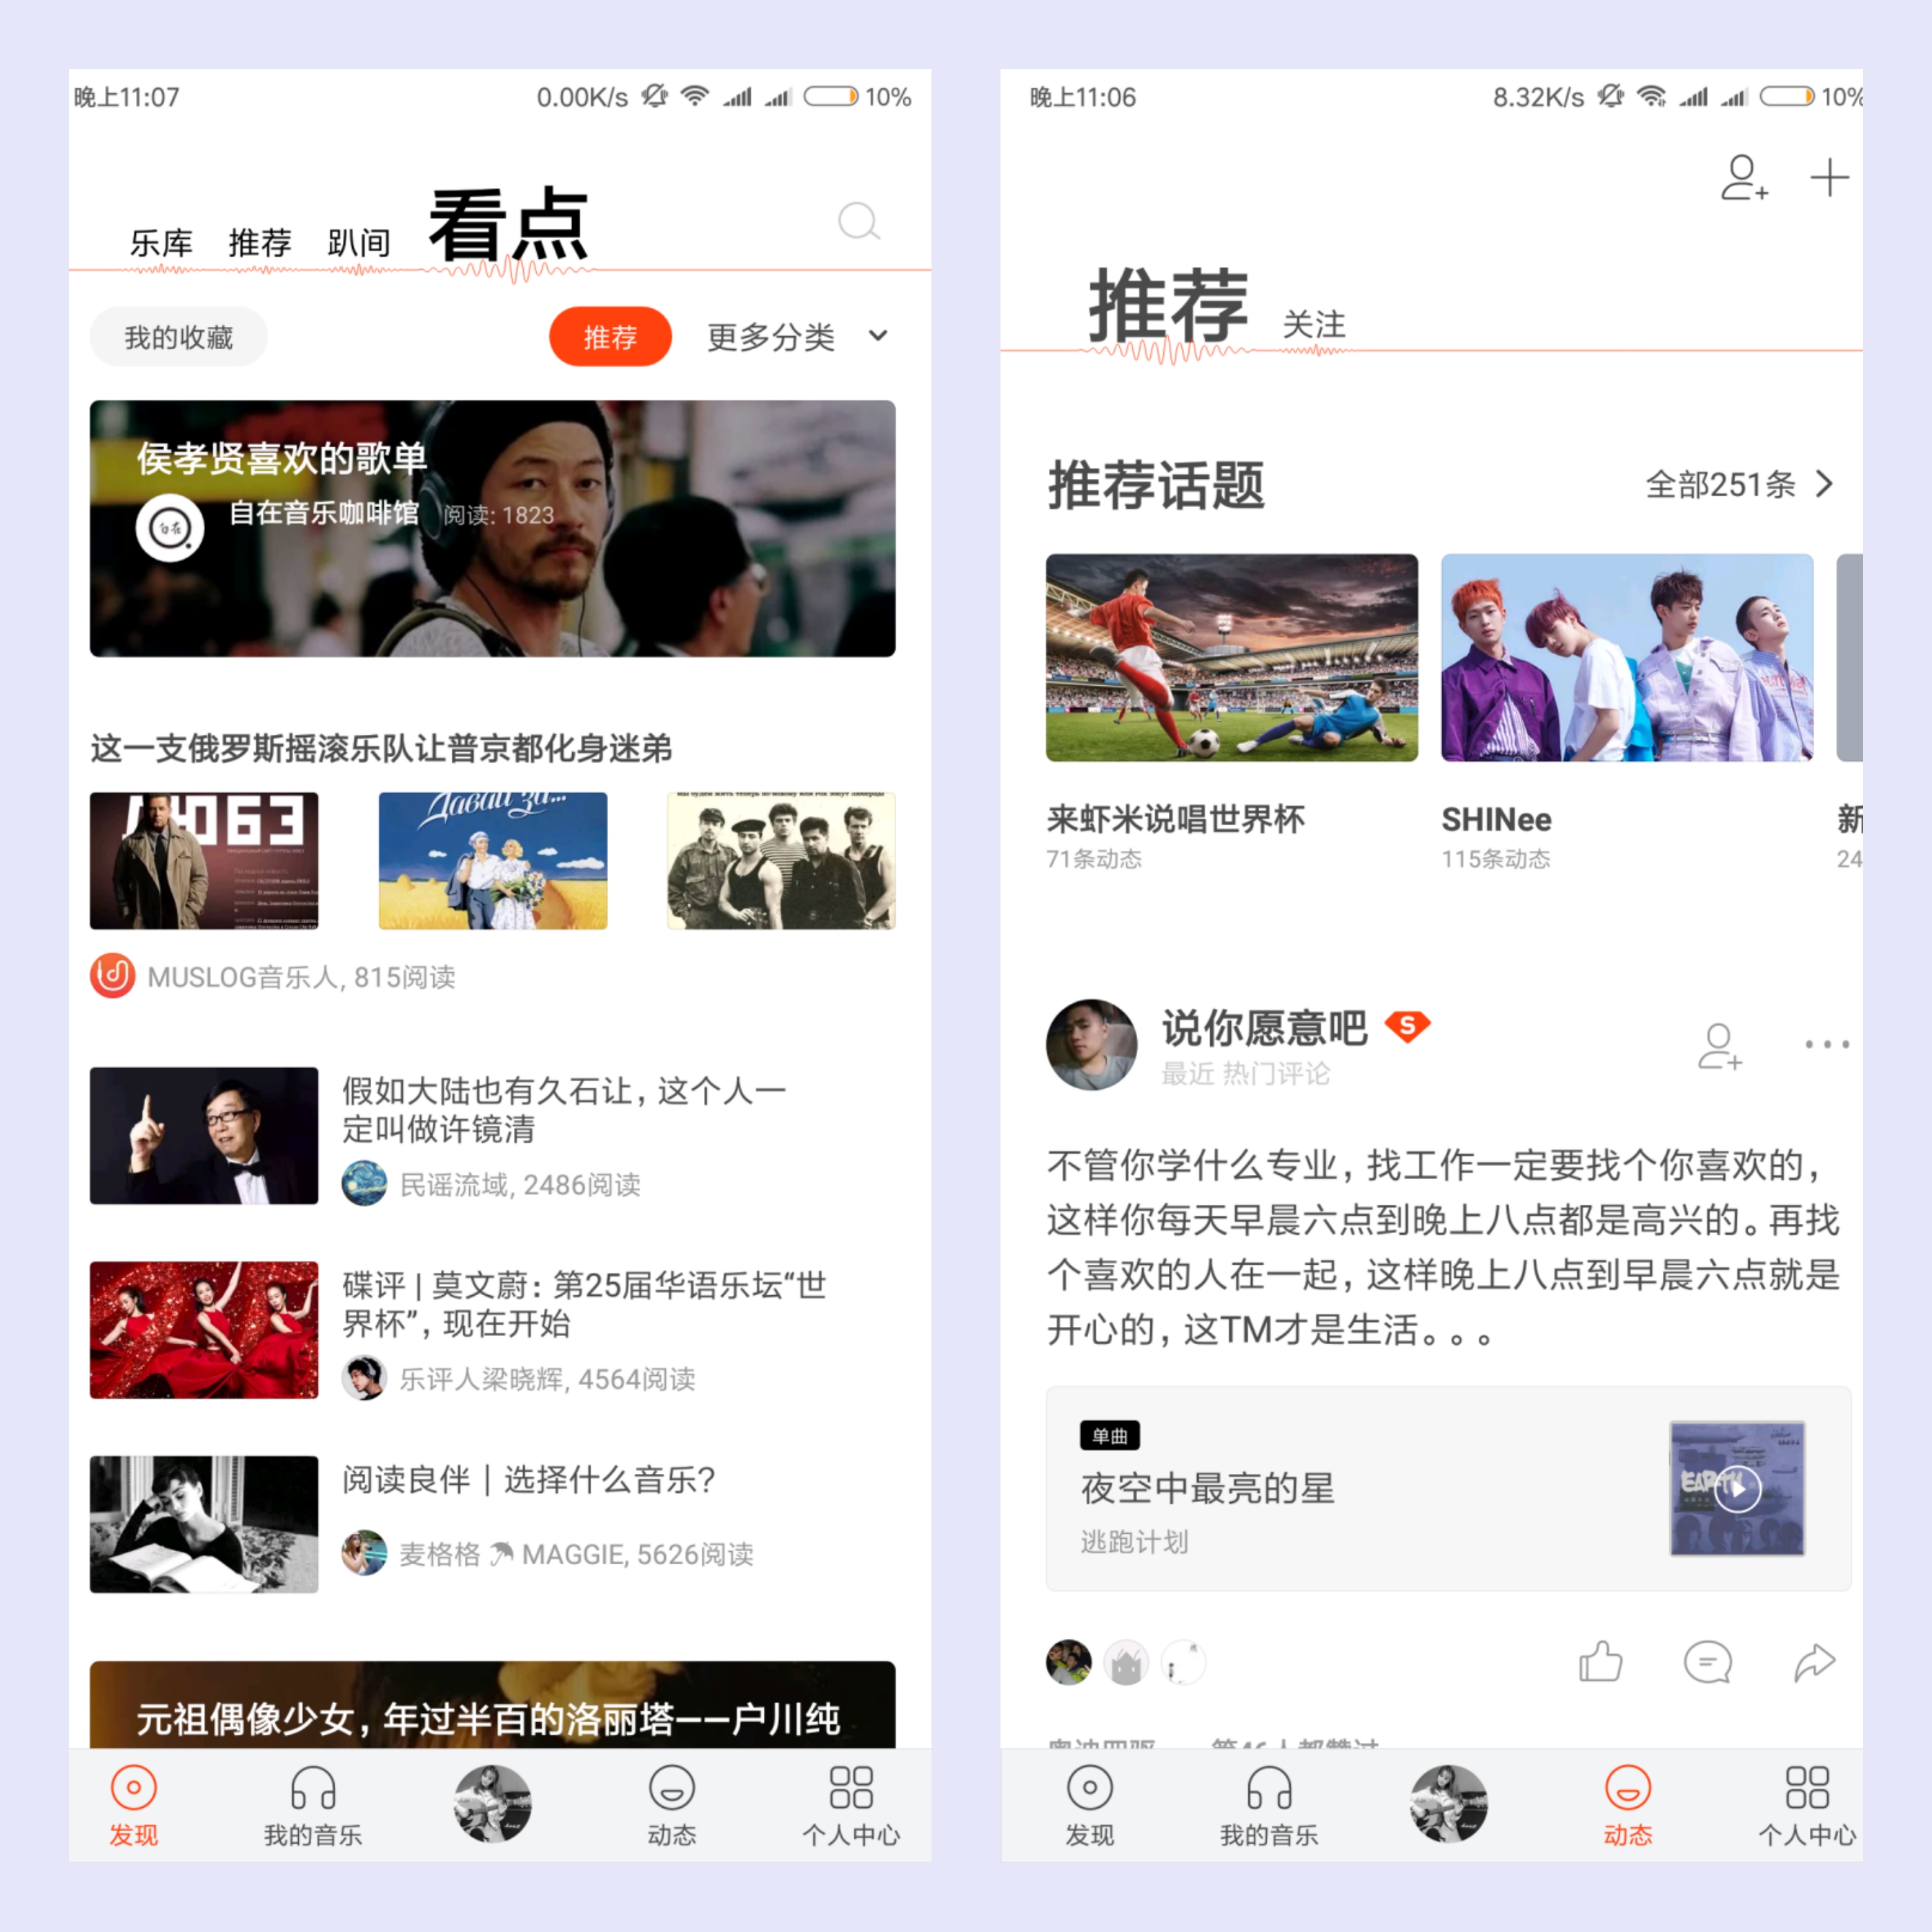 晚上11:07
0.00K/s
10%
乐库
推荐
趴间
看点
我的收藏
推荐
更多分类
侯孝贤喜欢的歌单
自在
自在音乐咖啡馆
阅读: 1823
这一支俄罗斯摇滚乐队让普京都化身迷弟
ЛЮБЭ
Давай за...
MUSLOG音乐人, 815阅读
假如大陆也有久石让，这个人一
定叫做许镜清
民谣流域, 2486阅读
碟评 | 莫文蔚：第25届华语乐坛“世
界杯”，现在开始
乐评人梁晓辉, 4564阅读
阅读良伴｜选择什么音乐？
麦格格 ☂ MAGGIE, 5626阅读
元祖偶像少女，年过半百的洛丽塔——户川纯
发现
我的音乐
动态
个人中心
晚上11:06
8.32K/s
10%
推荐
关注
推荐话题
全部251条
来虾米说唱世界杯
71条动态
SHINee
115条动态
新
24
说你愿意吧
S
最近 热门评论
不管你学什么专业，找工作一定要找个你喜欢的，
这样你每天早晨六点到晚上八点都是高兴的。再找
个喜欢的人在一起，这样晚上八点到早晨六点就是
开心的，这TM才是生活。。。
单曲
夜空中最亮的星
逃跑计划
EARTH
发现
我的音乐
动态
个人中心